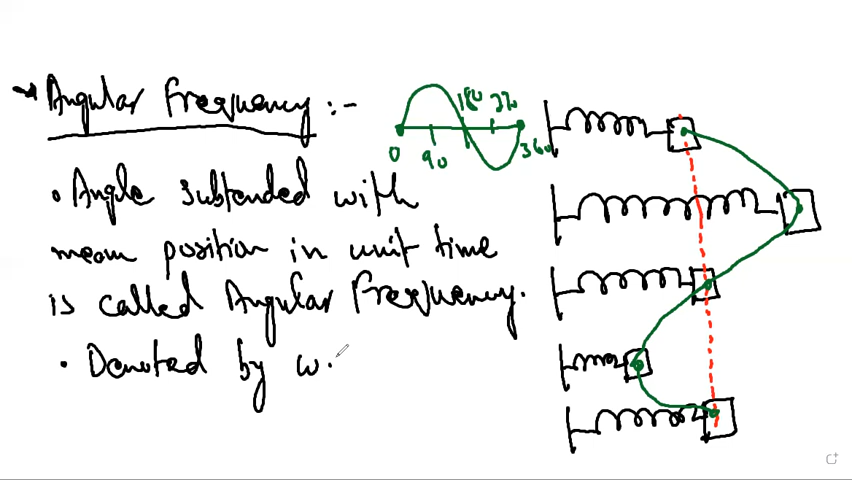 Angular Frequency :-
0 90 180 270 360
• Angle subtended with
mean position in unit time
is called Angular Frequency.
• Denoted by ω.